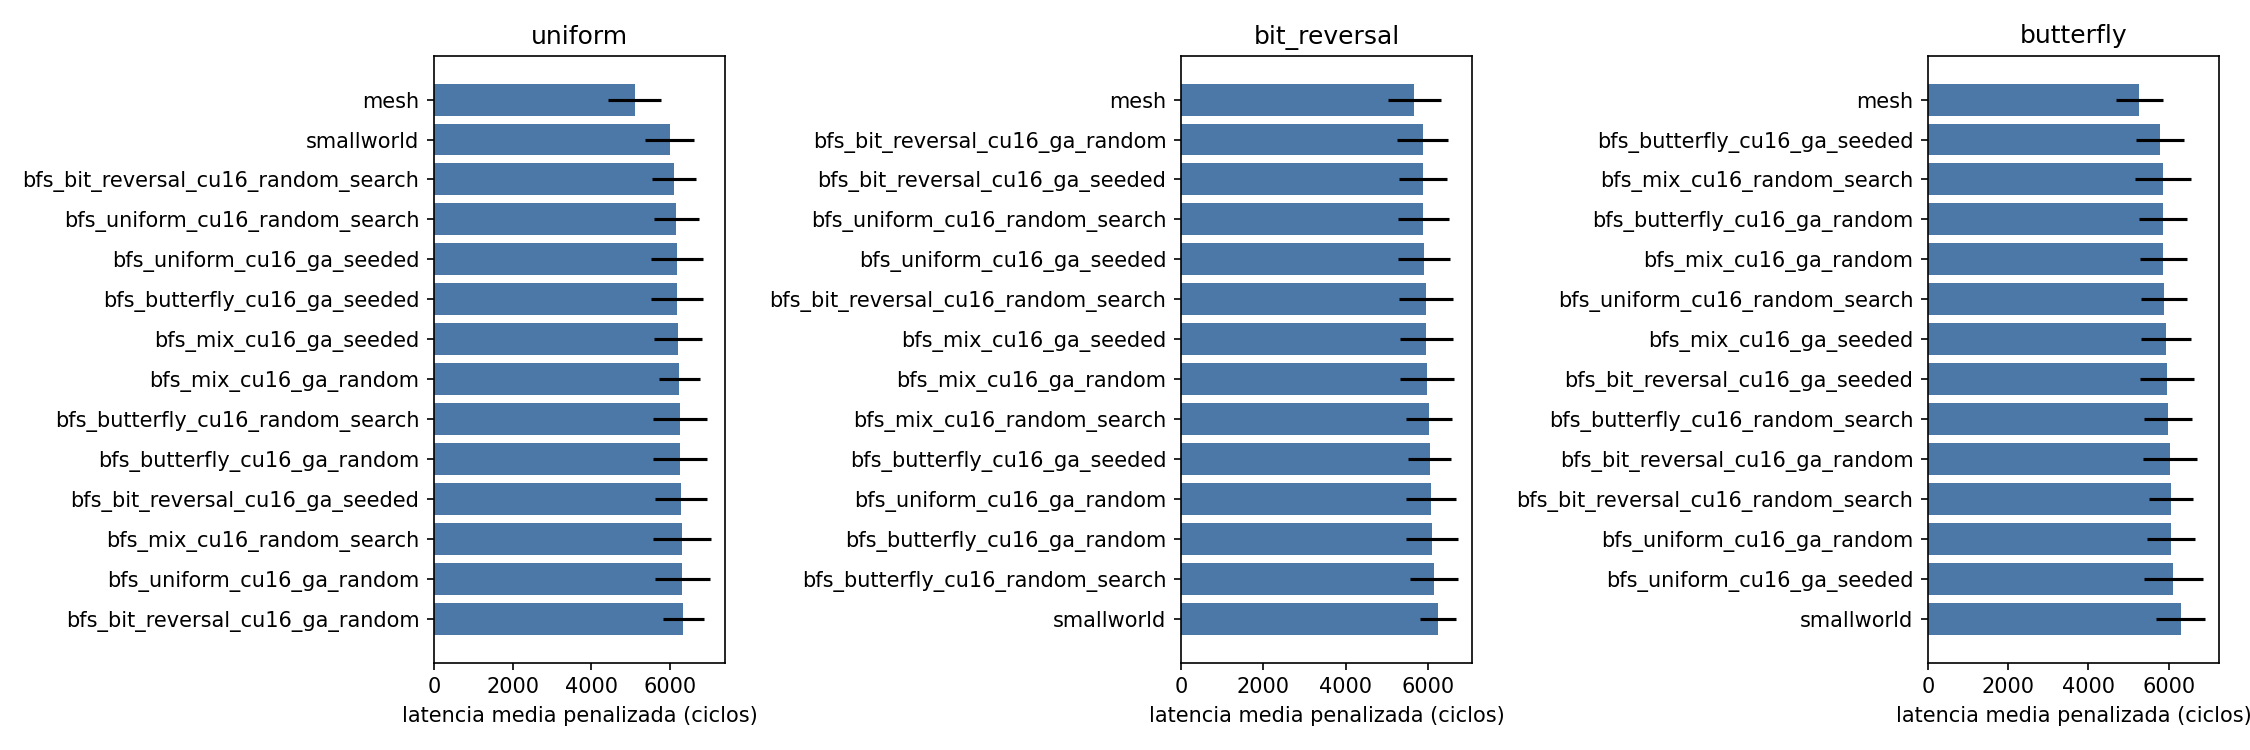 uniform
mesh
smallworld
bfs_bit_reversal_cu16_random_search
bfs_uniform_cu16_random_search
bfs_uniform_cu16_ga_seeded
bfs_butterfly_cu16_ga_seeded
bfs_mix_cu16_ga_seeded
bfs_mix_cu16_ga_random
bfs_butterfly_cu16_random_search
bfs_butterfly_cu16_ga_random
bfs_bit_reversal_cu16_ga_seeded
bfs_mix_cu16_random_search
bfs_uniform_cu16_ga_random
bfs_bit_reversal_cu16_ga_random
0 2000 4000 6000
latencia media penalizada (ciclos)
bit_reversal
mesh
bfs_bit_reversal_cu16_ga_random
bfs_bit_reversal_cu16_ga_seeded
bfs_uniform_cu16_random_search
bfs_uniform_cu16_ga_seeded
bfs_bit_reversal_cu16_random_search
bfs_mix_cu16_ga_seeded
bfs_mix_cu16_ga_random
bfs_mix_cu16_random_search
bfs_butterfly_cu16_ga_seeded
bfs_uniform_cu16_ga_random
bfs_butterfly_cu16_ga_random
bfs_butterfly_cu16_random_search
smallworld
0 2000 4000 6000
latencia media penalizada (ciclos)
butterfly
mesh
bfs_butterfly_cu16_ga_seeded
bfs_mix_cu16_random_search
bfs_butterfly_cu16_ga_random
bfs_mix_cu16_ga_random
bfs_uniform_cu16_random_search
bfs_mix_cu16_ga_seeded
bfs_bit_reversal_cu16_ga_seeded
bfs_butterfly_cu16_random_search
bfs_bit_reversal_cu16_ga_random
bfs_bit_reversal_cu16_random_search
bfs_uniform_cu16_ga_random
bfs_uniform_cu16_ga_seeded
smallworld
0 2000 4000 6000
latencia media penalizada (ciclos)